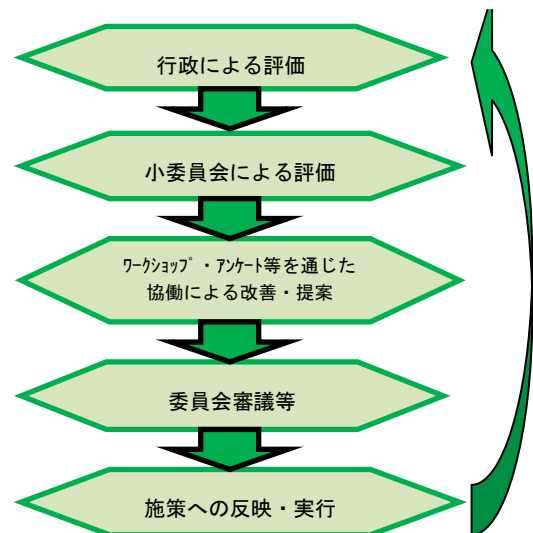 行政による評価
小委員会による評価
ﾜｰｸｼｮｯﾌﾟ・ｱﾝｹｰﾄ等を通じた
協働による改善・提案
委員会審議等
施策への反映・実行